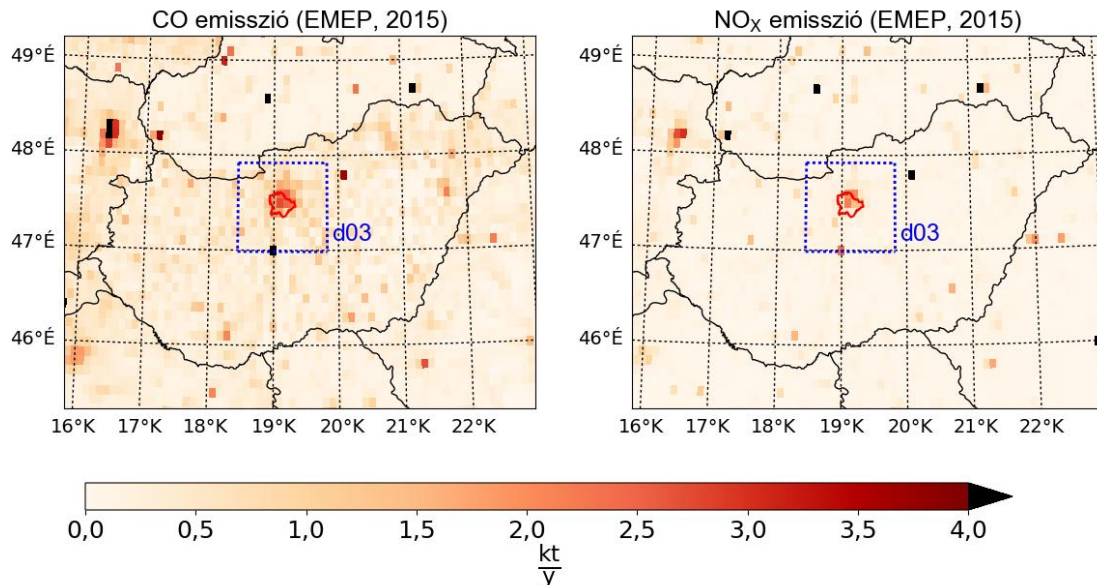 CO emisszió (EMEP, 2015)
49°É
48°É
47°É
46°É
16°K 17°K 18°K 19°K 20°K 21°K 22°K
d03
NOX emisszió (EMEP, 2015)
49°É
48°É
47°É
46°É
16°K 17°K 18°K 19°K 20°K 21°K 22°K
d03
0,0 0,5 1,0 1,5 2,0 2,5 3,0 3,5 4,0
kt
y